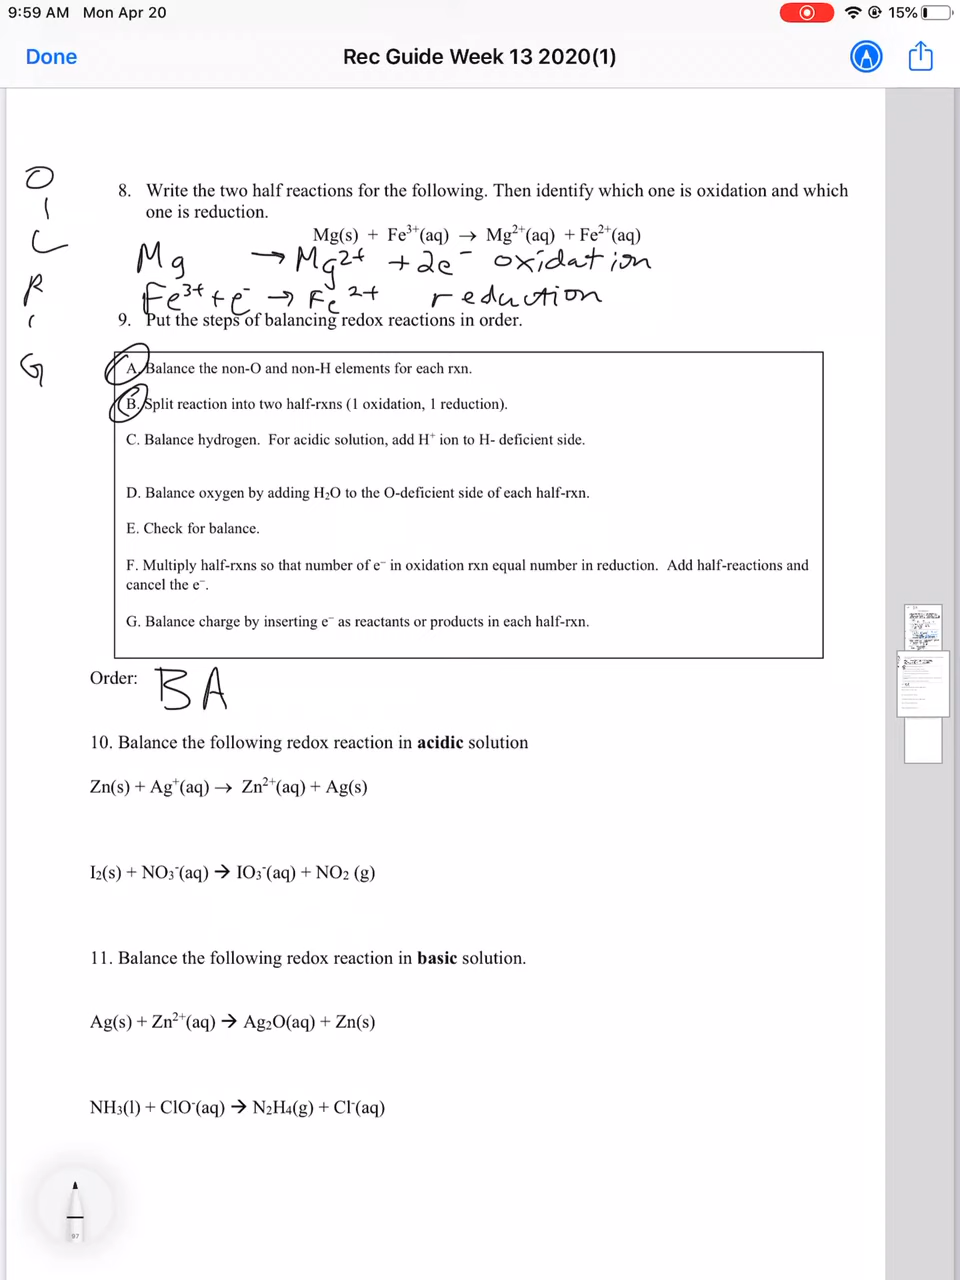 9:59 AM Mon Apr 20
15%
Done
Rec Guide Week 13 2020(1)
O
I
L
R
I
G
8. Write the two half reactions for the following. Then identify which one is oxidation and which
one is reduction.
Mg(s) + Fe³⁺(aq) → Mg²⁺(aq) + Fe²⁺(aq)
Mg → Mg²⁺ + 2e⁻ oxidation
Fe³⁺ + e⁻ → Fe²⁺ reduction
9. Put the steps of balancing redox reactions in order.
A. Balance the non-O and non-H elements for each rxn.
B. Split reaction into two half-rxns (1 oxidation, 1 reduction).
C. Balance hydrogen. For acidic solution, add H⁺ ion to H- deficient side.
D. Balance oxygen by adding H₂O to the O-deficient side of each half-rxn.
E. Check for balance.
F. Multiply half-rxns so that number of e⁻ in oxidation rxn equal number in reduction. Add half-reactions and
cancel the e⁻.
G. Balance charge by inserting e⁻ as reactants or products in each half-rxn.
Order: B A
10. Balance the following redox reaction in acidic solution
Zn(s) + Ag⁺(aq) → Zn²⁺(aq) + Ag(s)
I₂(s) + NO₃⁻(aq) → IO₃⁻(aq) + NO₂ (g)
11. Balance the following redox reaction in basic solution.
Ag(s) + Zn²⁺(aq) → Ag₂O(aq) + Zn(s)
NH₃(l) + ClO⁻(aq) → N₂H₄(g) + Cl⁻(aq)
97